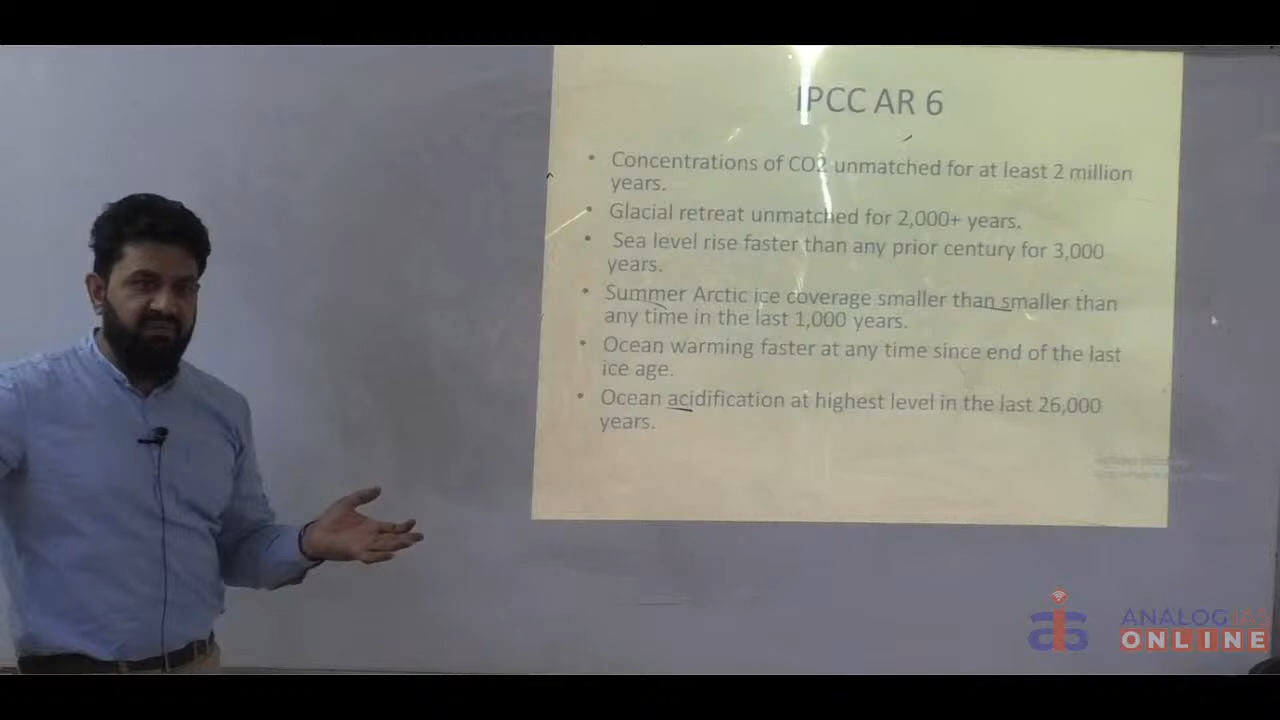 IPCC AR 6
• Concentrations of CO2 unmatched for at least 2 million
years.
• Glacial retreat unmatched for 2,000+ years.
• Sea level rise faster than any prior century for 3,000
years.
• Summer Arctic ice coverage smaller than smaller than
any time in the last 1,000 years.
• Ocean warming faster at any time since end of the last
ice age.
• Ocean acidification at highest level in the last 26,000
years.
ANALOG IAS
ONLINE